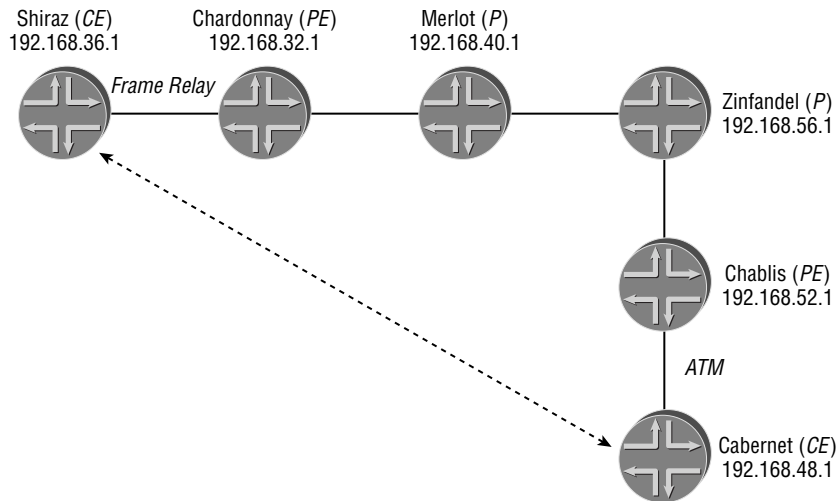 Shiraz (CE)
192.168.36.1
Chardonnay (PE)
192.168.32.1
Merlot (P)
192.168.40.1
Frame Relay
Zinfandel (P)
192.168.56.1
Chablis (PE)
192.168.52.1
ATM
Cabernet (CE)
192.168.48.1